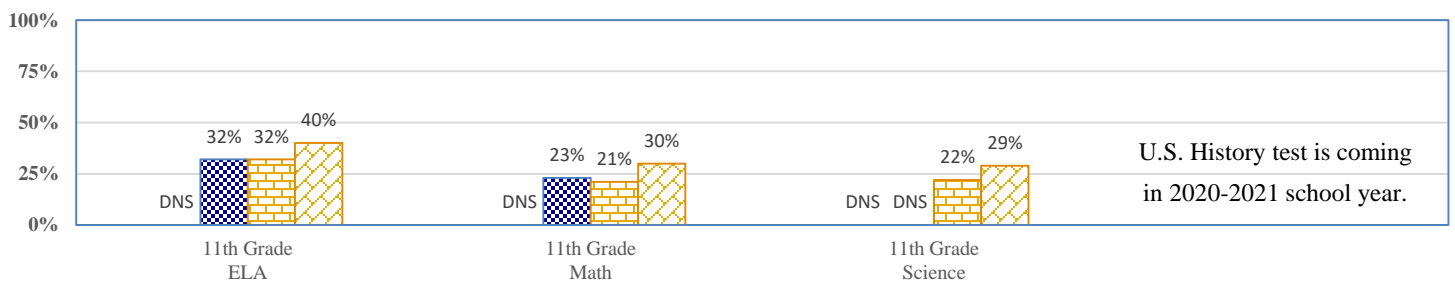 100%
75%
50%
25%
0%
DNS 32% 32% 40%
DNS 23% 21% 30%
DNS DNS 22% 29%
U.S. History test is coming
in 2020-2021 school year.
11th Grade
ELA
11th Grade
Math
11th Grade
Science